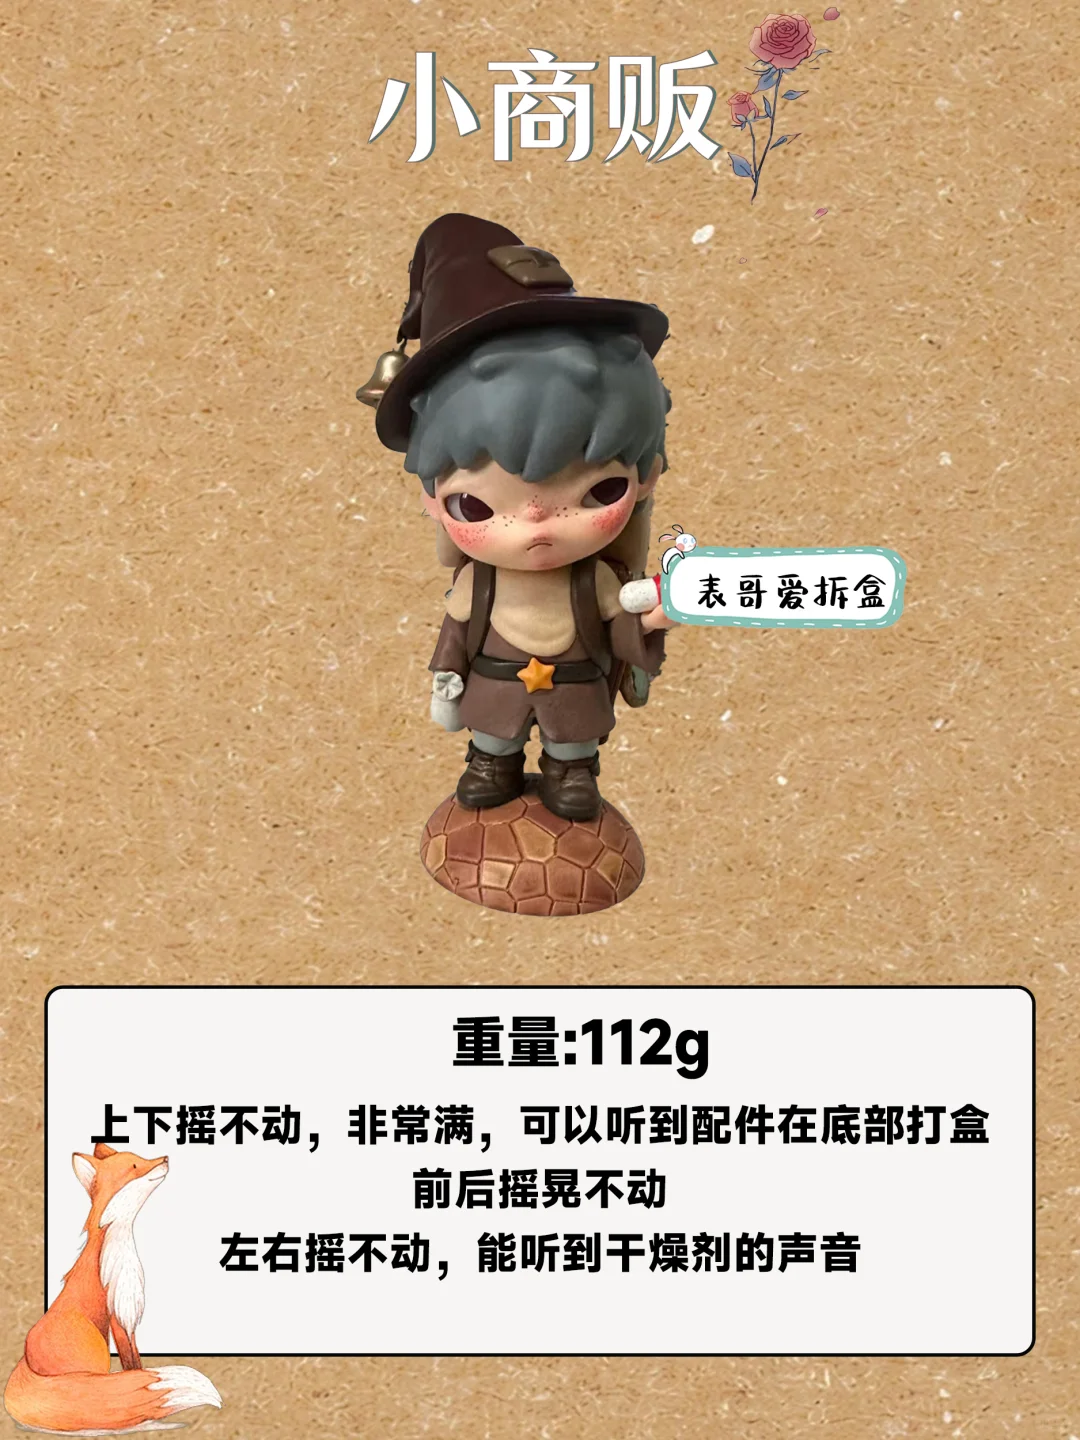 小商贩
表哥爱拆盒
重量:112g
上下摇不动，非常满，可以听到配件在底部打盒
前后摇晃不动
左右摇不动，能听到干燥剂的声音